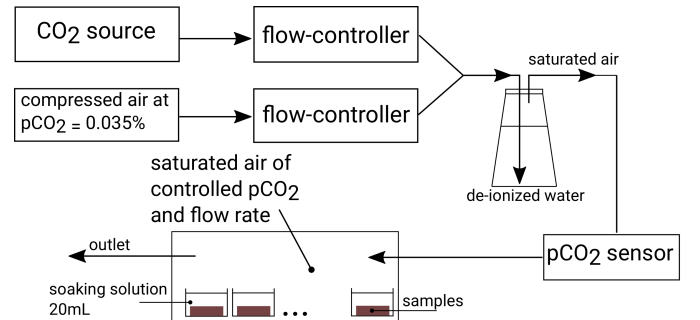 CO2 source
flow-controller
saturated air
compressed air at
pCO2 = 0.035%
flow-controller
de-ionized water
saturated air of
controlled pCO2
and flow rate
outlet
pCO2 sensor
soaking solution
20mL
samples